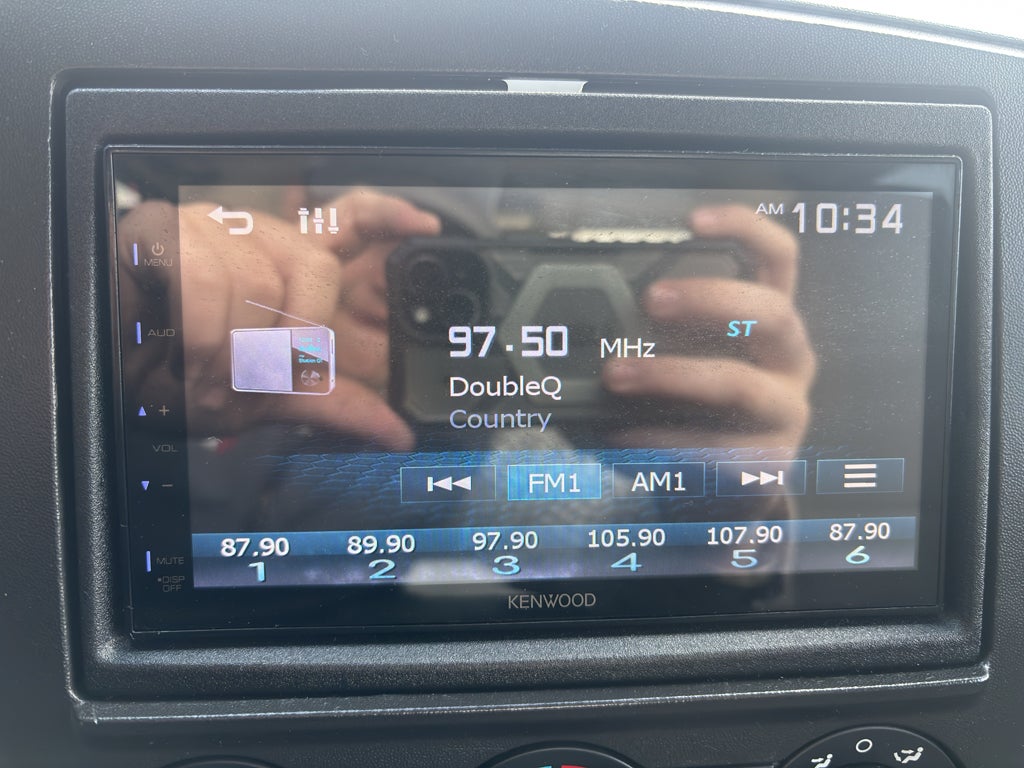 AM 10:34
MENU
AUD
97.50 MHz
ST
DoubleQ
Country
+
VOL
−
FM1
AM1
87.90 89.90 97.90 105.90 107.90 87.90
1 2 3 4 5 6
MUTE
•DISP
OFF
KENWOOD